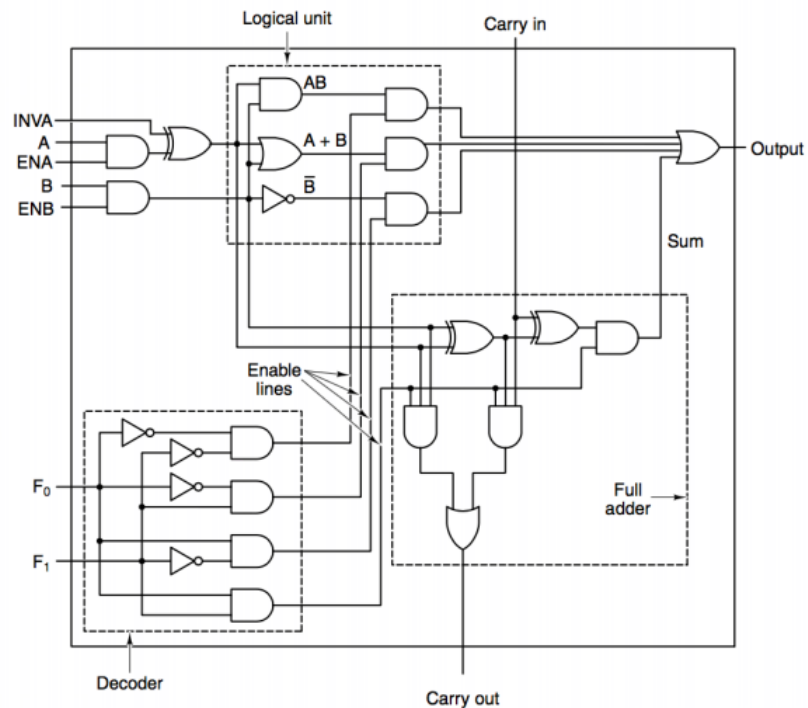 Logical unit
Carry in
INVA
A
ENA
B
ENB
AB
A + B
B̅
Output
Sum
Enable
lines
F₀
F₁
Full
adder
Decoder
Carry out